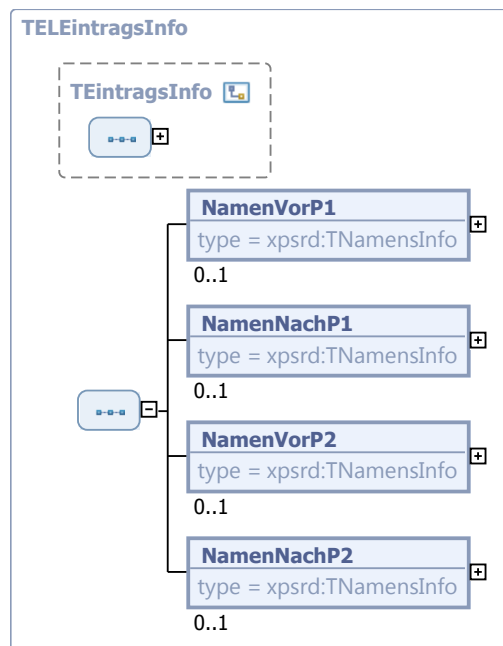 TELEintragsInfo
TEintragsInfo
NamenVorP1
type = xpsrd:TNamensInfo
0..1
NamenNachP1
type = xpsrd:TNamensInfo
0..1
NamenVorP2
type = xpsrd:TNamensInfo
0..1
NamenNachP2
type = xpsrd:TNamensInfo
0..1